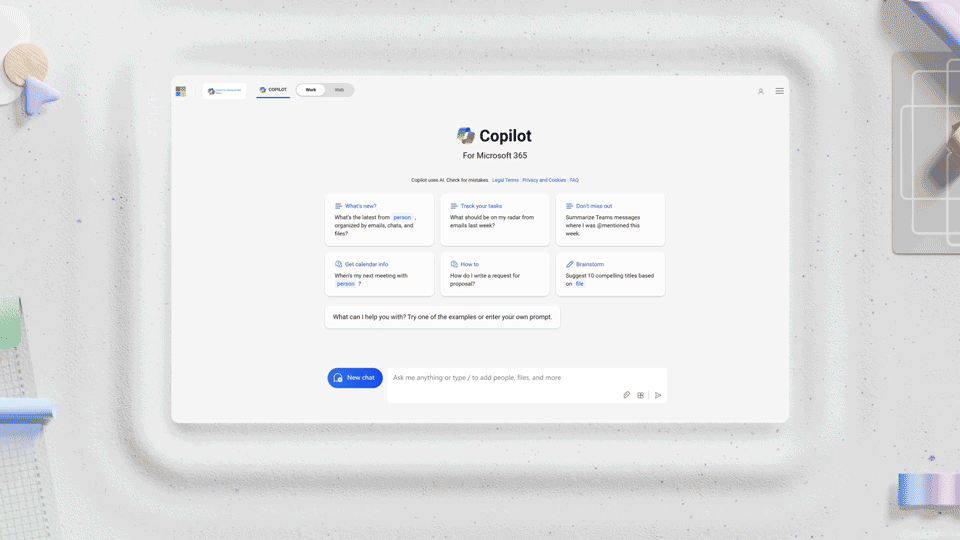 COPILOT
Work
Web
Copilot
For Microsoft 365
Copilot uses AI. Check for mistakes. Legal Terms | Privacy and Cookies | FAQ
What's new?
What's the latest from person ,
organized by emails, chats, and
files?
Track your tasks
What should be on my radar from
emails last week?
Don't miss out
Summarize Teams messages
where I was @mentioned this
week.
Get calendar info
When's my next meeting with
person ?
How to
How do I write a request for
proposal?
Brainstorm
Suggest 10 compelling titles based
on file
What can I help you with? Try one of the examples or enter your own prompt.
New chat
Ask me anything or type / to add people, files, and more